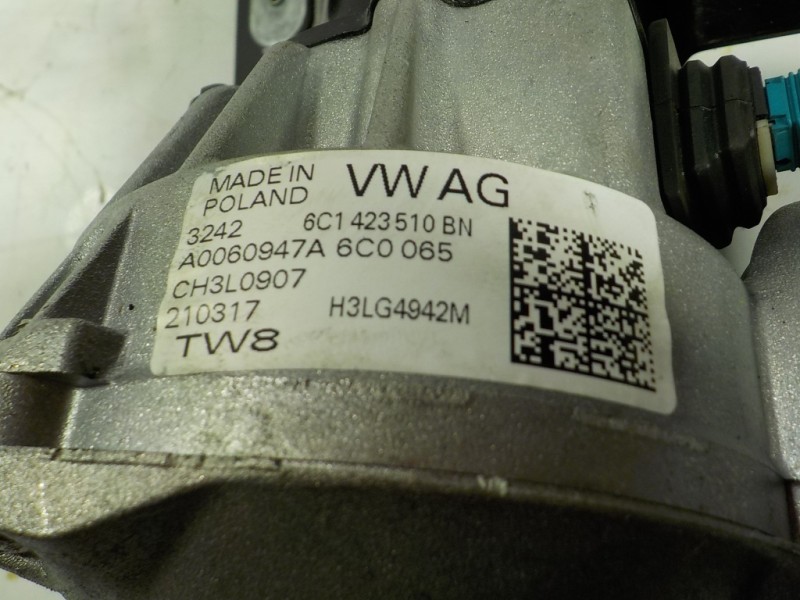 MADE IN
POLAND
VW AG
3242
6C1 423 510 BN
A0060947A 6C0 065
CH3L0907
210317
H3LG4942M
TW8